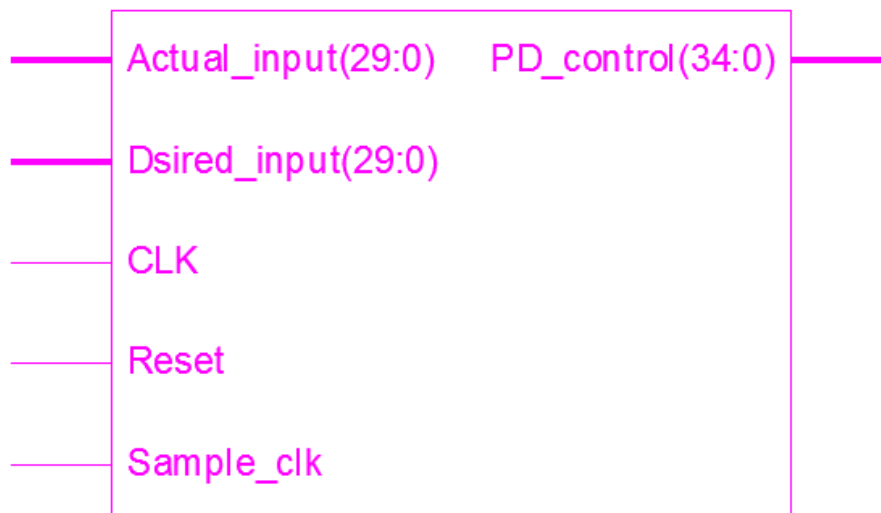 Actual_input(29:0) PD_control(34:0)
Dsired_input(29:0)
CLK
Reset
Sample_clk